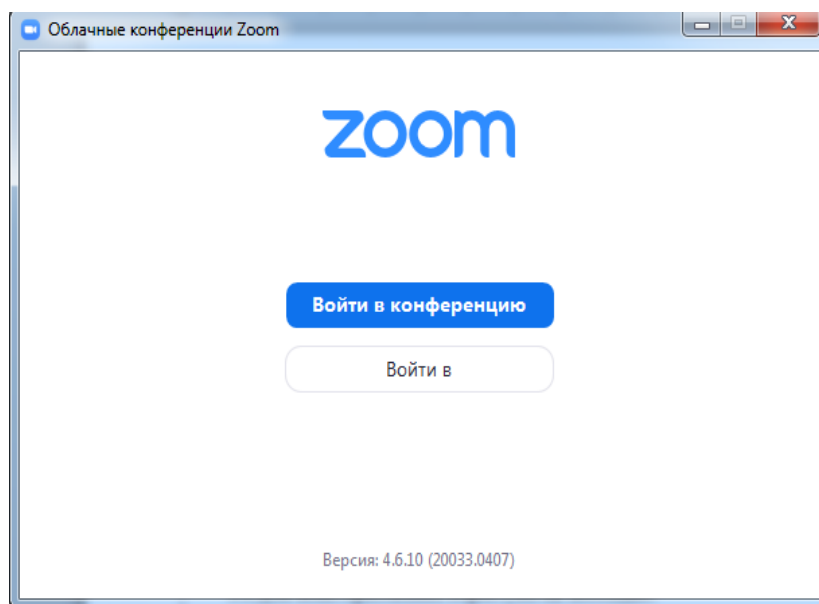 Облачные конференции Zoom
zoom
Войти в конференцию
Войти в
Версия: 4.6.10 (20033.0407)